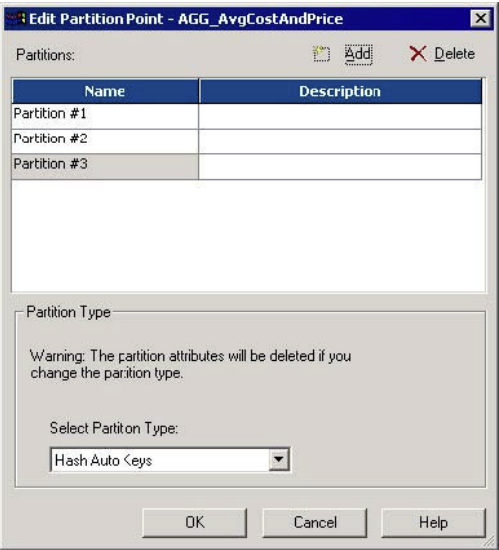 Edit Partition Point - AGG_AvgCostAndPrice
Partitions:
Add
Delete
Name
Description
Partition #1
Partition #2
Partition #3
Partition Type
Warning: The partition attributes will be deleted if you
change the partition type.
Select Partiton Type:
Hash Auto Keys
OK
Cancel
Help